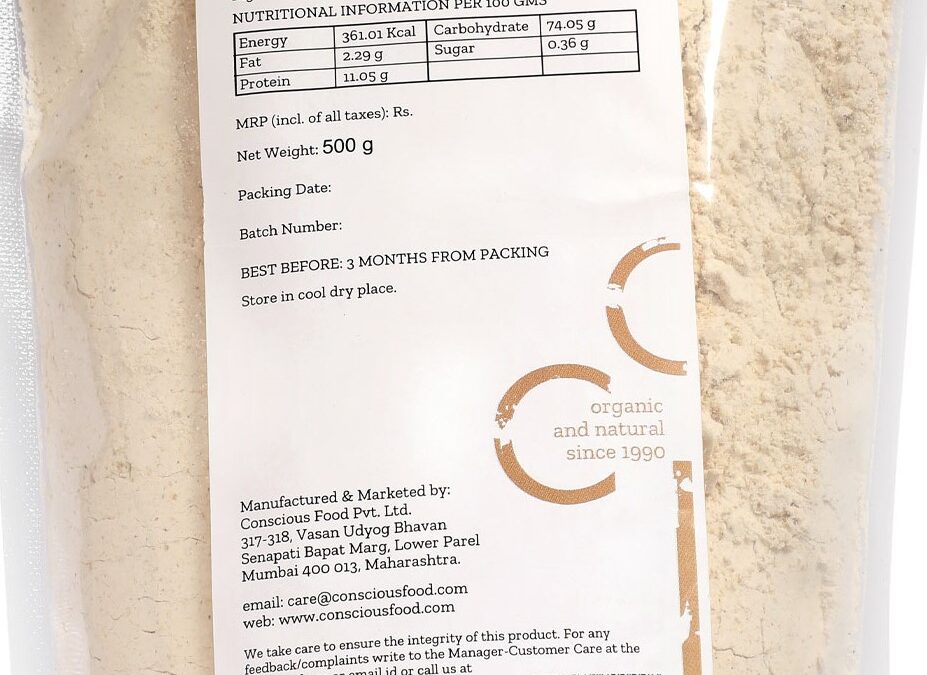 NUTRITIONAL INFORMATION PER 100 GMS
Energy 361.01 Kcal Carbohydrate 74.05 g
Fat 2.29 g Sugar 0.36 g
Protein 11.05 g
MRP (incl. of all taxes): Rs.
Net Weight: 500 g
Packing Date:
Batch Number:
BEST BEFORE: 3 MONTHS FROM PACKING
Store in cool dry place.
organic
and natural
since 1990
Manufactured & Marketed by:
Conscious Food Pvt. Ltd.
317-318, Vasan Udyog Bhavan
Senapati Bapat Marg, Lower Parel
Mumbai 400 013, Maharashtra.
email: care@consciousfood.com
web: www.consciousfood.com
We take care to ensure the integrity of this product. For any
feedback/complaints write to the Manager-Customer Care at the
email id or call us at